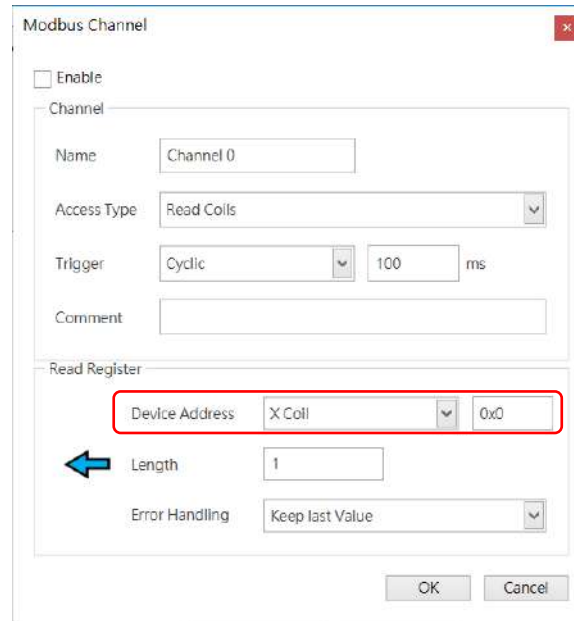 Modbus Channel
Enable
Channel
Name Channel 0
Access Type Read Coils
Trigger Cyclic 100 ms
Comment
Read Register
Device Address X Coil 0x0
Length 1
Error Handling Keep last Value
OK Cancel